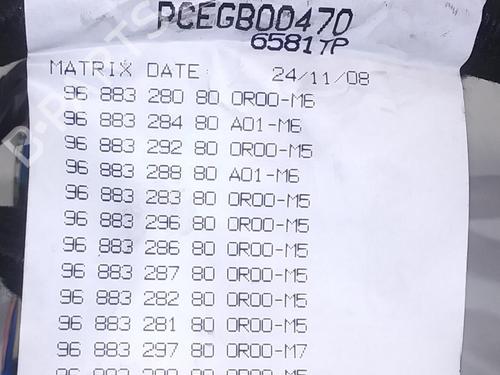 PCEGB00470
65817P
MATRIX DATE: 24/11/08
96 883 280 80 0R00-M6
96 883 284 80 A01-M6
96 883 292 80 0R00-M5
96 883 288 80 A01-M6
96 883 283 80 0R00-M5
96 883 296 80 0R00-M5
96 883 286 80 0R00-M5
96 883 287 80 0R00-M5
96 883 282 80 0R00-M5
96 883 281 80 0R00-M5
96 883 297 80 0R00-M7